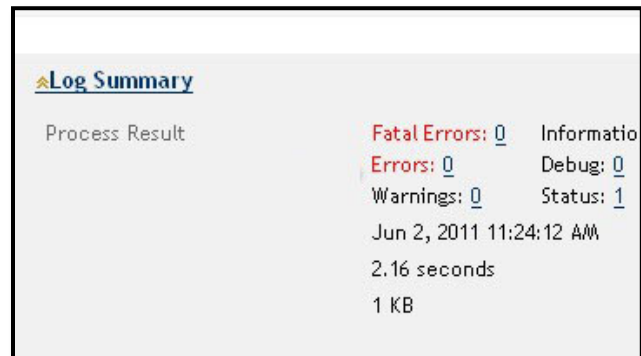 Log Summary
Process Result Fatal Errors: 0 Informatio
Errors: 0 Debug: 0
Warnings: 0 Status: 1
Jun 2, 2011 11:24:12 AM
2.16 seconds
1 KB